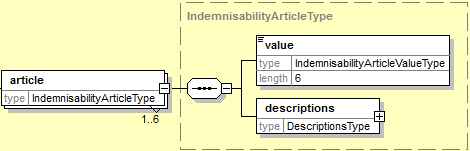 IndemnisabilityArticleType
value
type IndemnisabilityArticleValueType
length 6
article
type IndemnisabilityArticleType
1..6
descriptions
type DescriptionsType